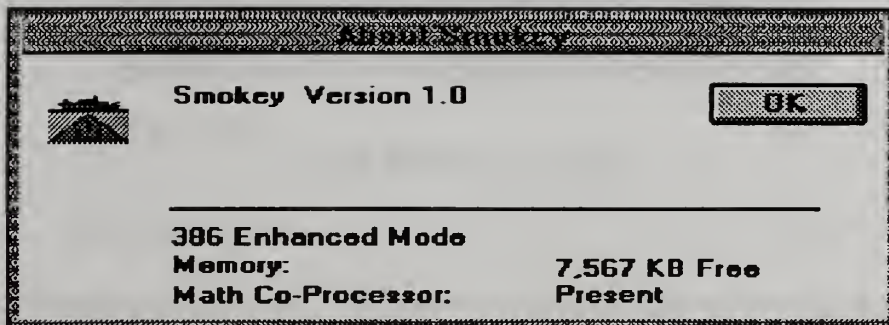 About Smokey
Smokey Version 1.0
OK
386 Enhanced Mode
Memory: 7,567 KB Free
Math Co-Processor: Present